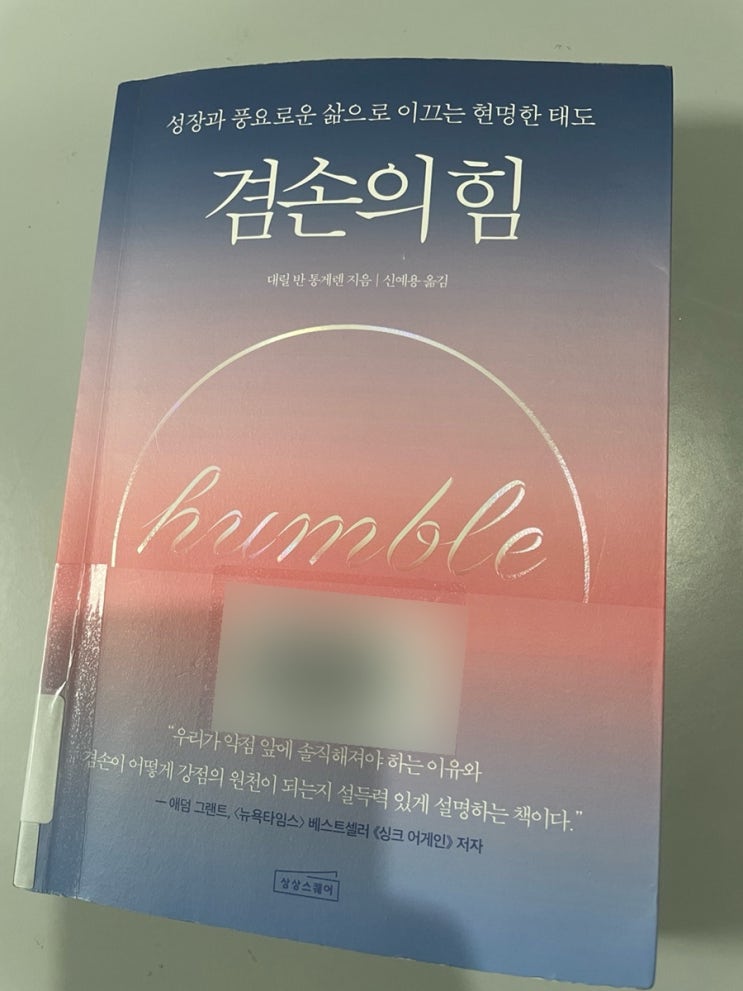 성장과 풍요로운 삶으로 이끄는 현명한 태도
겸손의 힘
대릴 반 통게렌 지음 | 신예용 옮김
humble
“우리가 약점 앞에 솔직해져야 하는 이유와
겸손이 어떻게 강점의 원천이 되는지 설득력 있게 설명하는 책이다.”
— 애덤 그랜트, 〈뉴욕타임스〉 베스트셀러 《싱크 어게인》 저자
상상스퀘어